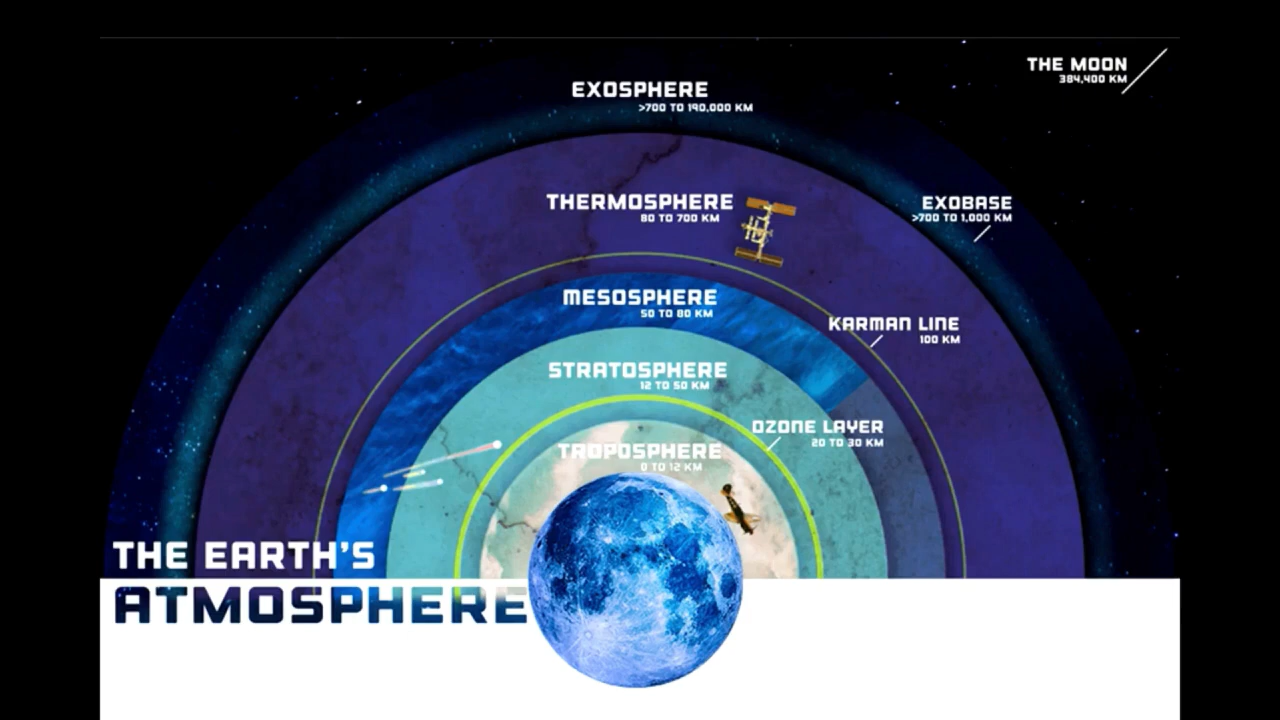 THE MOON
384,400 KM
EXOSPHERE
>700 TO 190,000 KM
THERMOSPHERE
80 TO 700 KM
EXOBASE
>700 TO 1,000 KM
MESOSPHERE
50 TO 80 KM
KARMAN LINE
100 KM
STRATOSPHERE
12 TO 50 KM
OZONE LAYER
20 TO 30 KM
TROPOSPHERE
0 TO 12 KM
THE EARTH'S
ATMOSPHERE